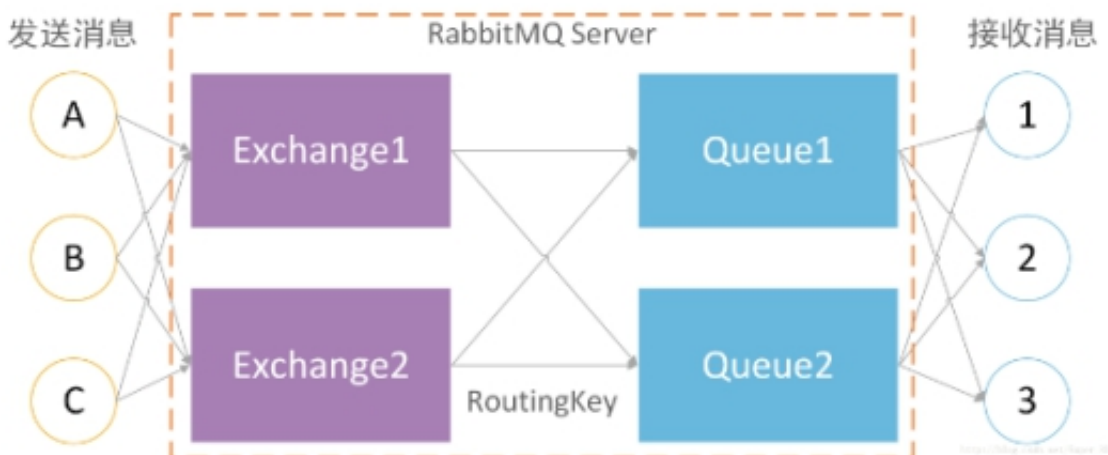 发送消息
RabbitMQ Server
接收消息
A
Exchange1
Queue1
1
B
2
C
Exchange2
Queue2
3
RoutingKey